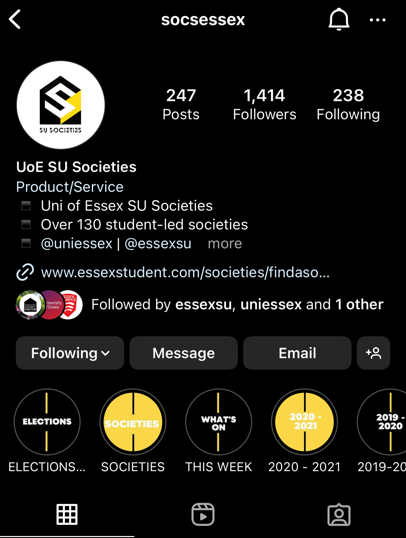 socsessex
SU SOCIETIES
247 1,414 238
Posts Followers Following
UoE SU Societies
Product/Service
Uni of Essex SU Societies
Over 130 student-led societies
@uniessex | @essexsu more
www.essexstudent.com/societies/findaso...
Followed by essexsu, uniessex and 1 other
Following Message Email
ELECTIONS SOCIETIES WHAT'S ON 2020 - 2021 2019 - 2020
ELECTIONS... SOCIETIES THIS WEEK 2020 - 2021 2019-20